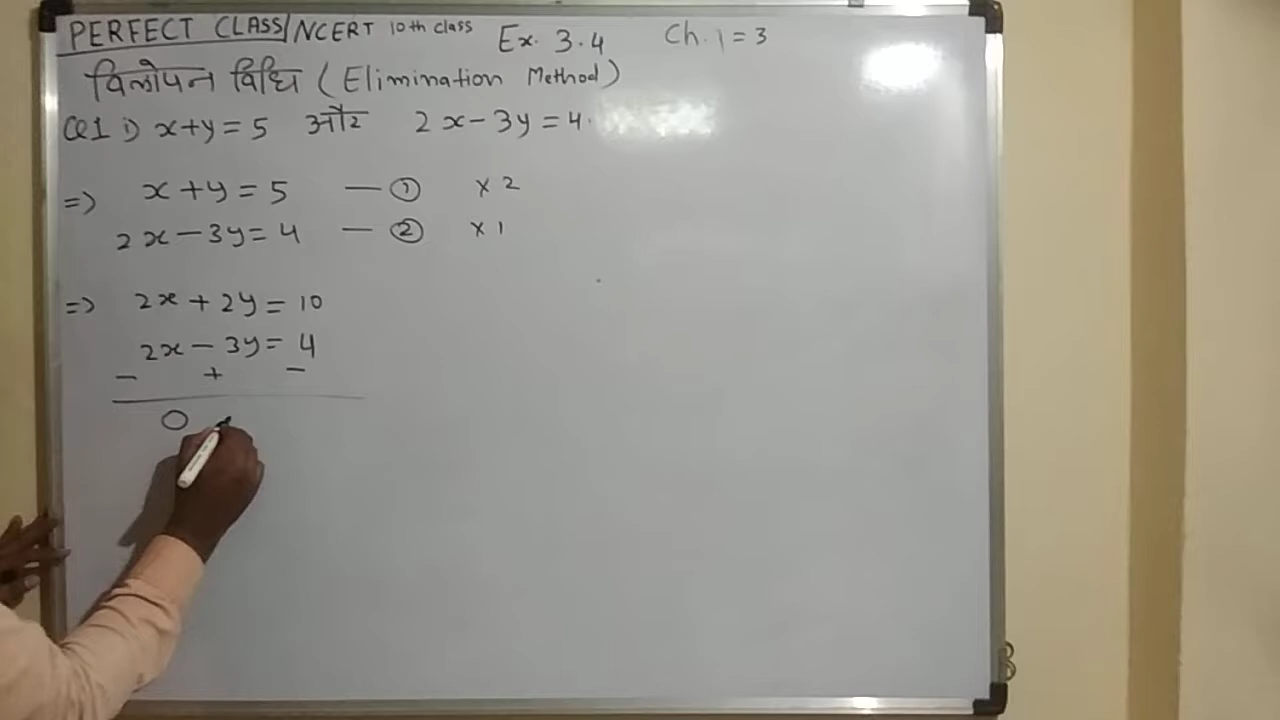 PERFECT CLASS/NCERT 10th class Ex. 3.4 Ch. 1 = 3
विलोपन विधि (Elimination Method)
Q1 i) x+y = 5 और 2x-3y = 4.
=> x+y = 5 — ① × 2
2x-3y = 4 — ② × 1
=> 2x + 2y = 10
2x - 3y = 4
- + -
0